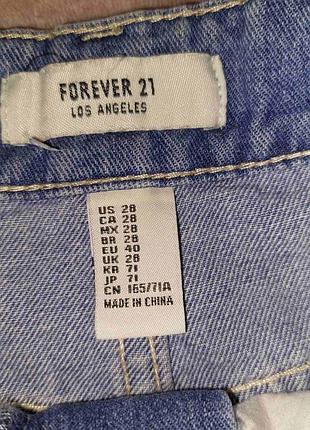 FOREVER 21
LOS ANGELES
US 28
CA 28
MX 28
BR 28
EU 40
UK 28
KR 71
JP 71
CN 165/71A
MADE IN CHINA